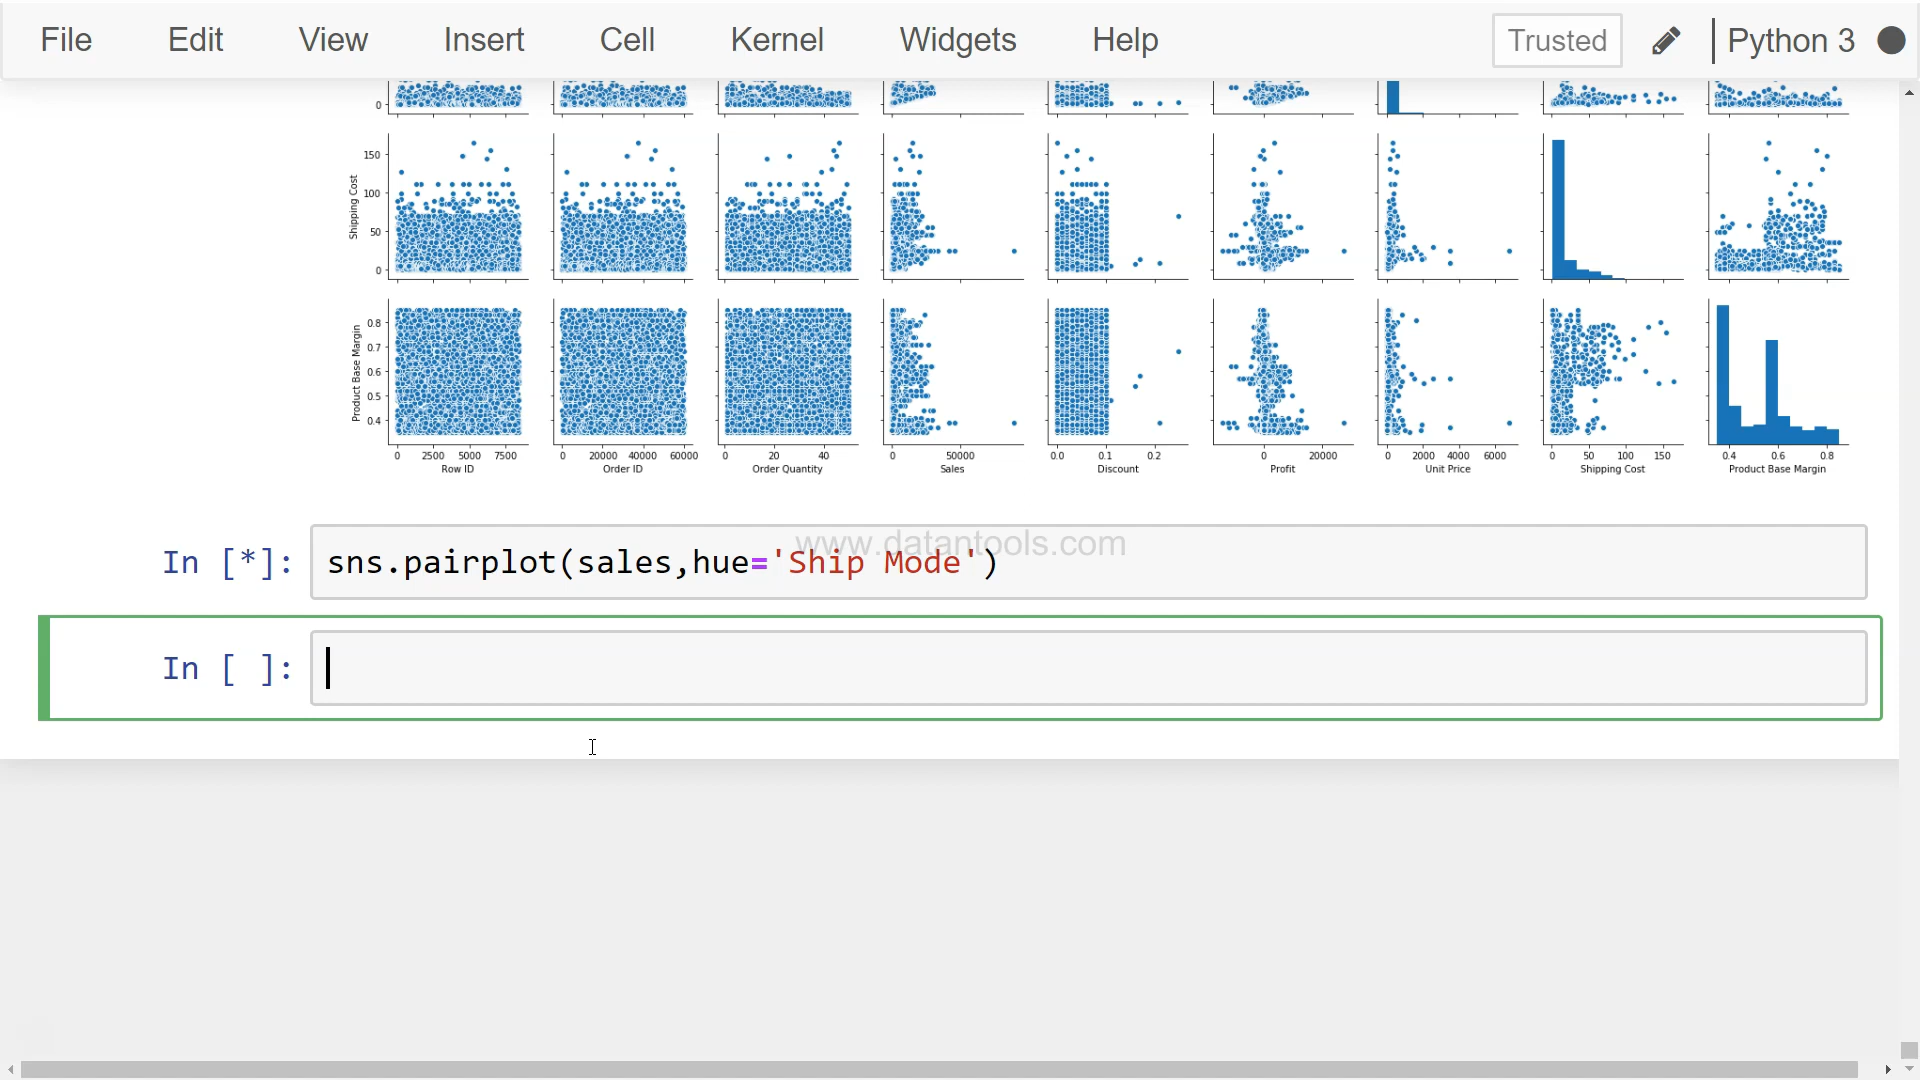 File Edit View Insert Cell Kernel Widgets Help Trusted Python 3
0
150
100
50
0
Shipping Cost
0.8
0.7
0.6
0.5
0.4
Product Base Margin
0 2500 5000 7500 0 20000 40000 60000 0 20 40 0 50000 0.0 0.1 0.2 0 20000 0 2000 4000 6000 0 50 100 150 0.4 0.6 0.8
Row ID Order ID Order Quantity Sales Discount Profit Unit Price Shipping Cost Product Base Margin
www.datantools.com
In [*]: sns.pairplot(sales,hue='Ship Mode')
In [ ]: